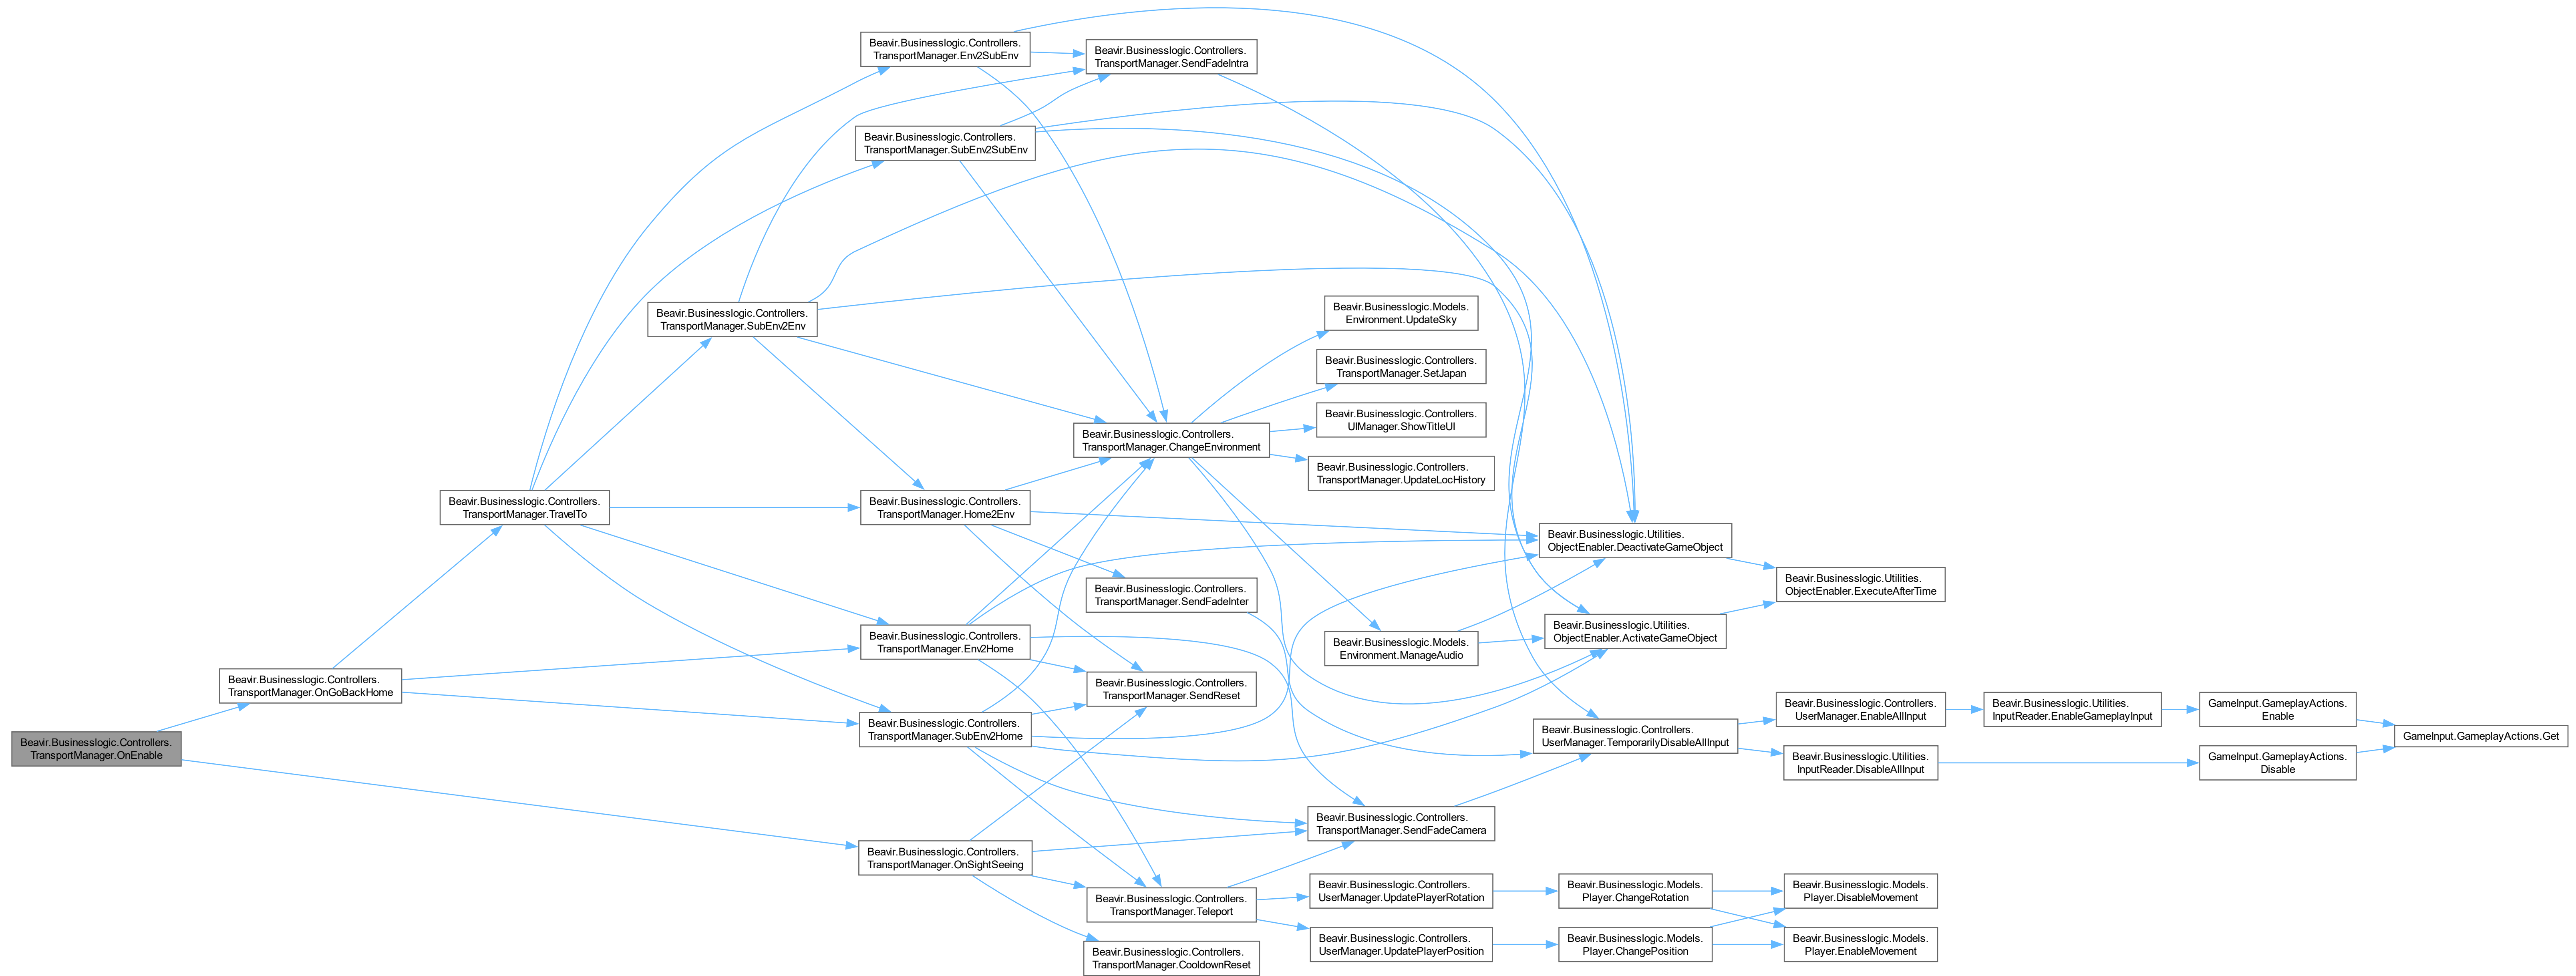 Beavir.Businesslogic.Controllers.
TransportManager.OnEnable
Beavir.Businesslogic.Controllers.
TransportManager.OnGoBackHome
Beavir.Businesslogic.Controllers.
TransportManager.TravelTo
Beavir.Businesslogic.Controllers.
TransportManager.SubEnv2Env
Beavir.Businesslogic.Controllers.
TransportManager.Env2SubEnv
Beavir.Businesslogic.Controllers.
TransportManager.SubEnv2SubEnv
Beavir.Businesslogic.Controllers.
TransportManager.Home2Env
Beavir.Businesslogic.Controllers.
TransportManager.Env2Home
Beavir.Businesslogic.Controllers.
TransportManager.SubEnv2Home
Beavir.Businesslogic.Controllers.
TransportManager.OnSightSeeing
Beavir.Businesslogic.Controllers.
TransportManager.SendFadeIntra
Beavir.Businesslogic.Controllers.
TransportManager.ChangeEnvironment
Beavir.Businesslogic.Controllers.
TransportManager.SendFadeInter
Beavir.Businesslogic.Controllers.
TransportManager.SendReset
Beavir.Businesslogic.Controllers.
TransportManager.Teleport
Beavir.Businesslogic.Controllers.
TransportManager.CooldownReset
Beavir.Businesslogic.Models.
Environment.UpdateSky
Beavir.Businesslogic.Controllers.
TransportManager.SetJapan
Beavir.Businesslogic.Controllers.
UIManager.ShowTitleUI
Beavir.Businesslogic.Controllers.
TransportManager.UpdateLocHistory
Beavir.Businesslogic.Models.
Environment.ManageAudio
Beavir.Businesslogic.Controllers.
TransportManager.SendFadeCamera
Beavir.Businesslogic.Controllers.
UserManager.UpdatePlayerRotation
Beavir.Businesslogic.Controllers.
UserManager.UpdatePlayerPosition
Beavir.Businesslogic.Utilities.
ObjectEnabler.DeactivateGameObject
Beavir.Businesslogic.Utilities.
ObjectEnabler.ActivateGameObject
Beavir.Businesslogic.Controllers.
UserManager.TemporarilyDisableAllInput
Beavir.Businesslogic.Models.
Player.ChangeRotation
Beavir.Businesslogic.Models.
Player.ChangePosition
Beavir.Businesslogic.Utilities.
ObjectEnabler.ExecuteAfterTime
Beavir.Businesslogic.Controllers.
UserManager.EnableAllInput
Beavir.Businesslogic.Utilities.
InputReader.DisableAllInput
Beavir.Businesslogic.Models.
Player.DisableMovement
Beavir.Businesslogic.Models.
Player.EnableMovement
Beavir.Businesslogic.Utilities.
InputReader.EnableGameplayInput
GameInput.GameplayActions.
Enable
GameInput.GameplayActions.
Disable
GameInput.GameplayActions.Get